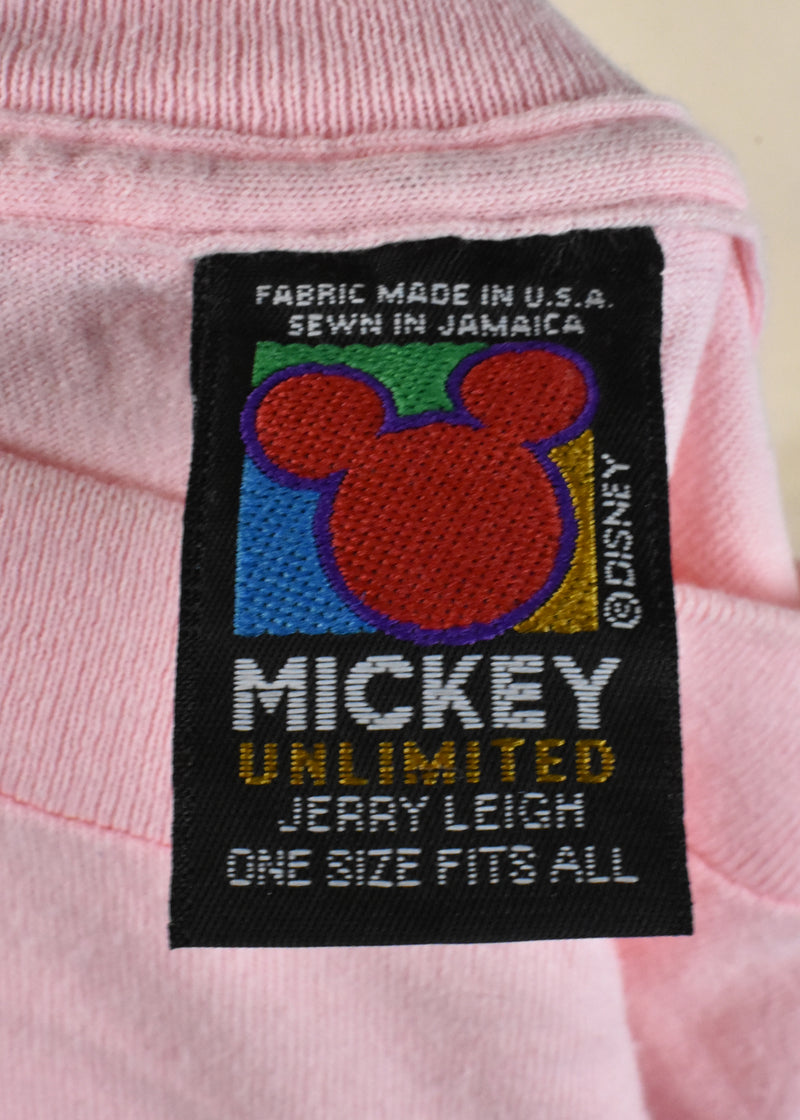 FABRIC MADE IN U.S.A.
SEWN IN JAMAICA
© DISNEY
MICKEY
UNLIMITED
JERRY LEIGH
ONE SIZE FITS ALL